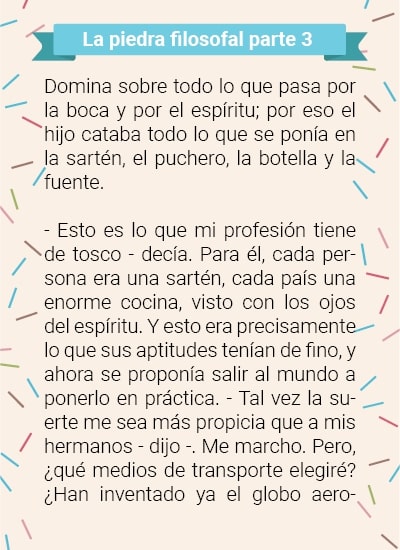 La piedra filosofal parte 3
Domina sobre todo lo que pasa por
la boca y por el espíritu; por eso el
hijo cataba todo lo que se ponía en
la sartén, el puchero, la botella y la
fuente.
- Esto es lo que mi profesión tiene
de tosco - decía. Para él, cada per-
sona era una sartén, cada país una
enorme cocina, visto con los ojos
del espíritu. Y esto era precisamente
lo que sus aptitudes tenían de fino, y
ahora se proponía salir al mundo a
ponerlo en práctica. - Tal vez la su-
erte me sea más propicia que a mis
hermanos - dijo -. Me marcho. Pero,
¿qué medios de transporte elegiré?
¿Han inventado ya el globo aero-